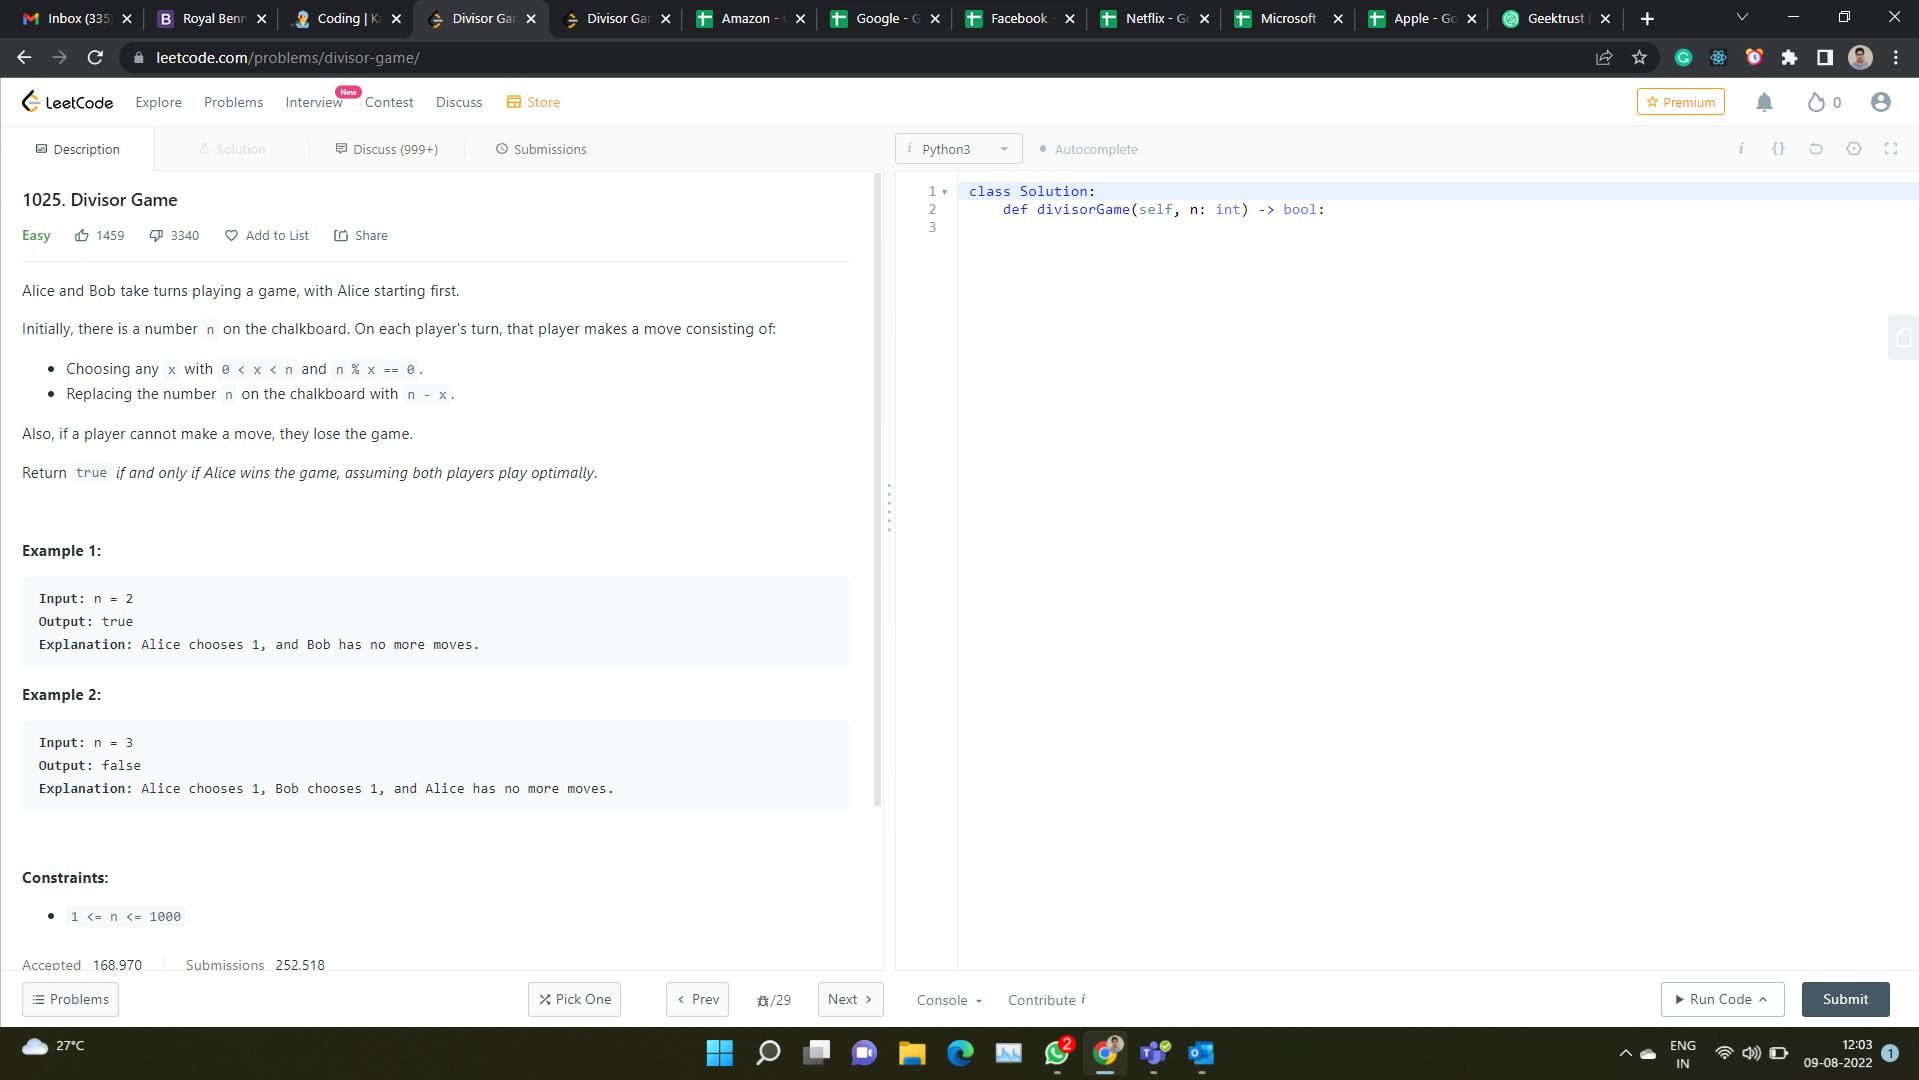 Inbox (335
Royal Benn
Coding | Ka
Divisor Gar
Divisor Gar
Amazon -
Google - G
Facebook -
Netflix - Go
Microsoft
Apple - Go
Geektrust
leetcode.com/problems/divisor-game/
LeetCode
Explore
Problems
Interview
New
Contest
Discuss
Store
Premium
0
Description
Solution
Discuss (999+)
Submissions
i Python3
Autocomplete
i {}
1025. Divisor Game
Easy
1459
3340
Add to List
Share
Alice and Bob take turns playing a game, with Alice starting first.
Initially, there is a number n on the chalkboard. On each player's turn, that player makes a move consisting of:
• Choosing any x with 0 < x < n and n % x == 0.
• Replacing the number n on the chalkboard with n - x.
Also, if a player cannot make a move, they lose the game.
Return true if and only if Alice wins the game, assuming both players play optimally.
Example 1:
Input: n = 2
Output: true
Explanation: Alice chooses 1, and Bob has no more moves.
Example 2:
Input: n = 3
Output: false
Explanation: Alice chooses 1, Bob chooses 1, and Alice has no more moves.
Constraints:
• 1 <= n <= 1000
Accepted 168,970
Submissions 252,518
1 class Solution:
2 def divisorGame(self, n: int) -> bool:
3
Problems
Pick One
Prev
/29
Next
Console
Contribute i
Run Code
Submit
27°C
2
ENG
IN
12:03
09-08-2022
1